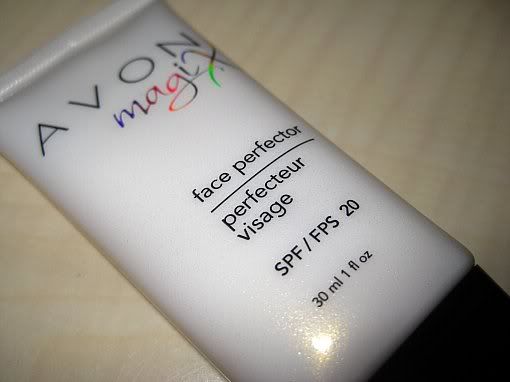 AVON
magix
face perfector
perfecteur
visage
SPF/FPS 20
30 ml 1 fl oz